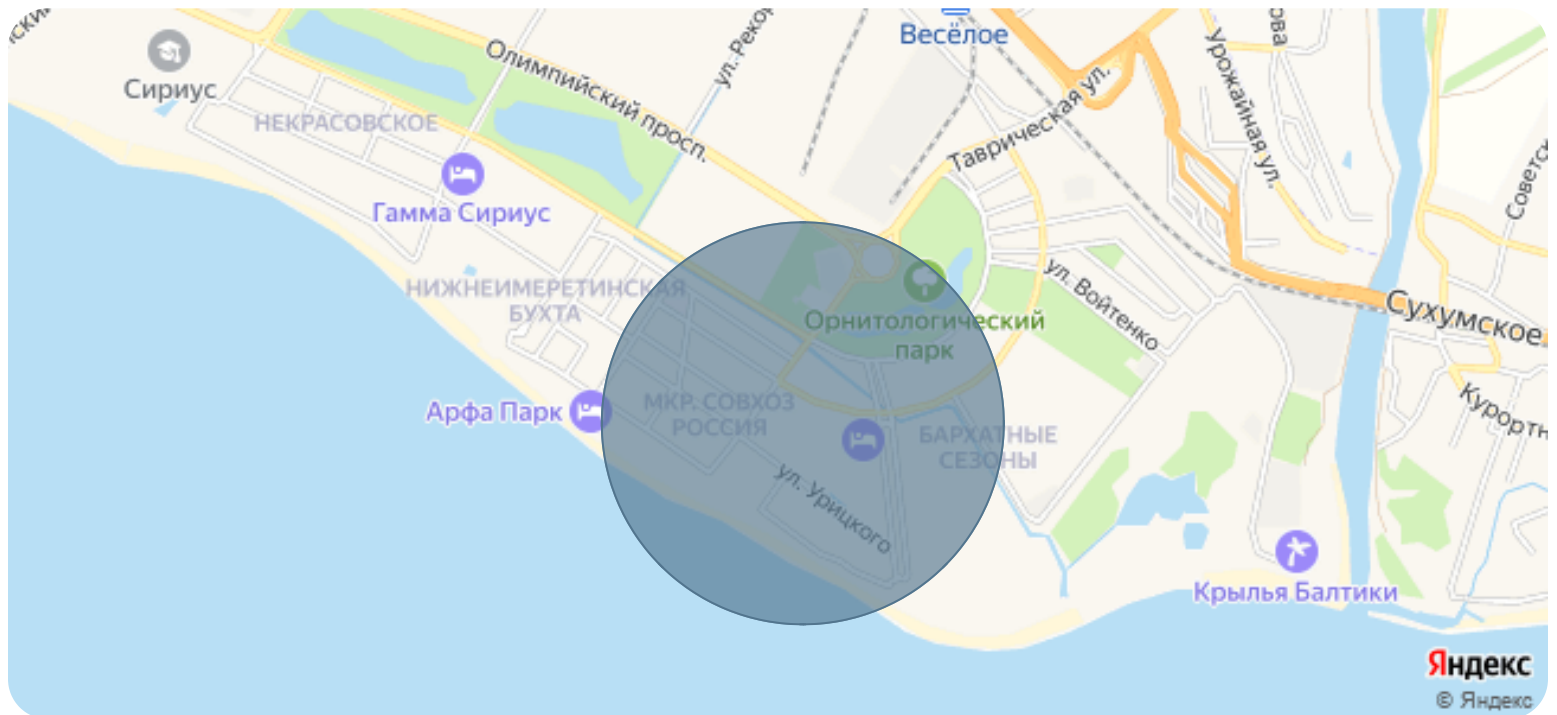 Весёлое
Сириус
Олимпийский просп.
Урожайная ул.
Таврическая ул.
НЕКРАСОВСКОЕ
Гамма Сириус
ул. Войтенко
НИЖНЕИМЕРЕТИНСКАЯ
БУХТА
Орнитологический
парк
Сухумское
Арфа Парк
МКР. СОВХОЗ
РОССИЯ
БАРХАТНЫЕ
СЕЗОНЫ
ул. Урицкого
Крылья Балтики
Яндекс
© Яндекс